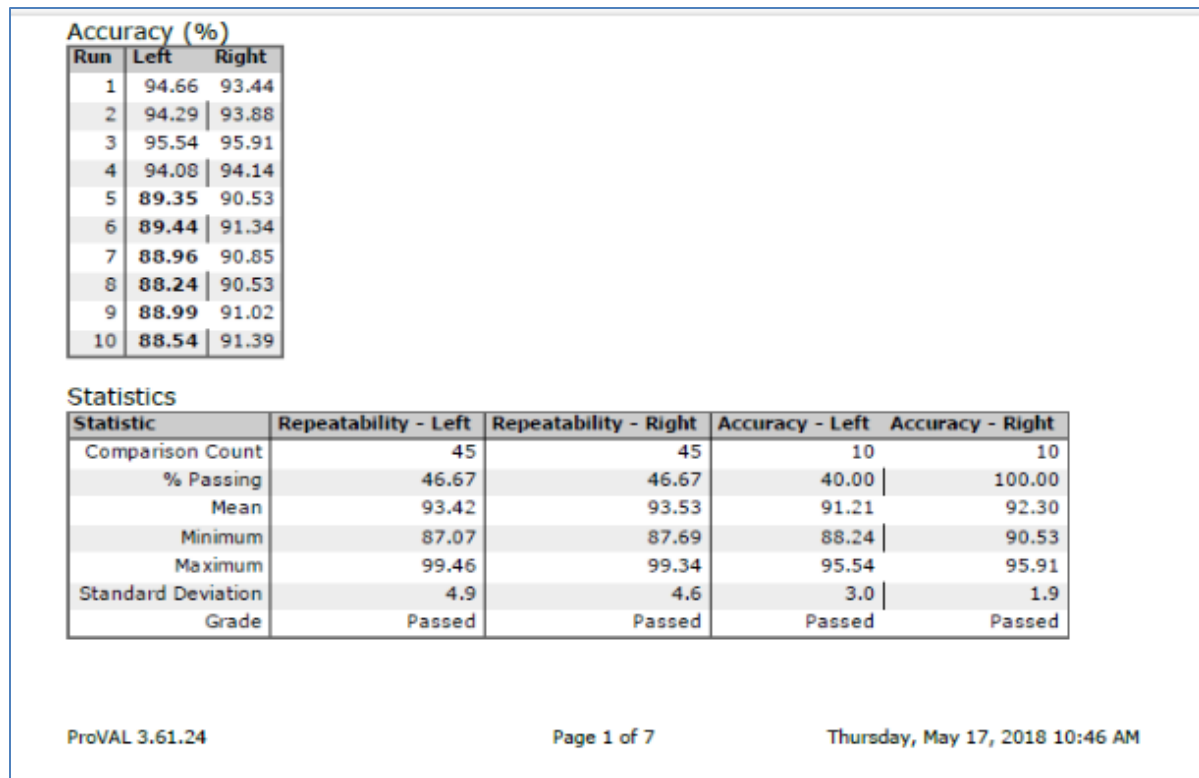 Accuracy (%)
Run Left Right
1 94.66 93.44
2 94.29 93.88
3 95.54 95.91
4 94.08 94.14
5 89.35 90.53
6 89.44 91.34
7 88.96 90.85
8 88.24 90.53
9 88.99 91.02
10 88.54 91.39
Statistics
Statistic Repeatability - Left Repeatability - Right Accuracy - Left Accuracy - Right
Comparison Count 45 45 10 10
% Passing 46.67 46.67 40.00 100.00
Mean 93.42 93.53 91.21 92.30
Minimum 87.07 87.69 88.24 90.53
Maximum 99.46 99.34 95.54 95.91
Standard Deviation 4.9 4.6 3.0 1.9
Grade Passed Passed Passed Passed
ProVAL 3.61.24 Page 1 of 7 Thursday, May 17, 2018 10:46 AM